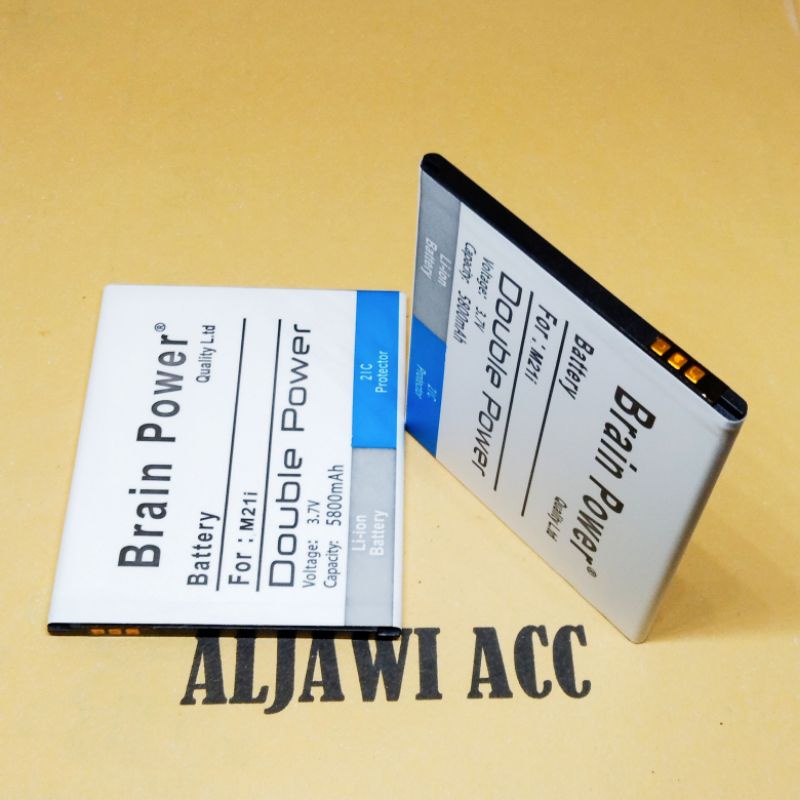 Brain Power®
Quality Ltd
Battery
For : M21i
Double Power
Voltage: 3.7V
Capacity: 5800mAh
2IC
Protector
Li-ion
Battery
Brain Power®
Quality Ltd
Battery
For : M21i
Double Power
Voltage: 3.7V
Capacity: 5800mAh
2IC
Protector
Li-ion
Battery
ALJAWI ACC